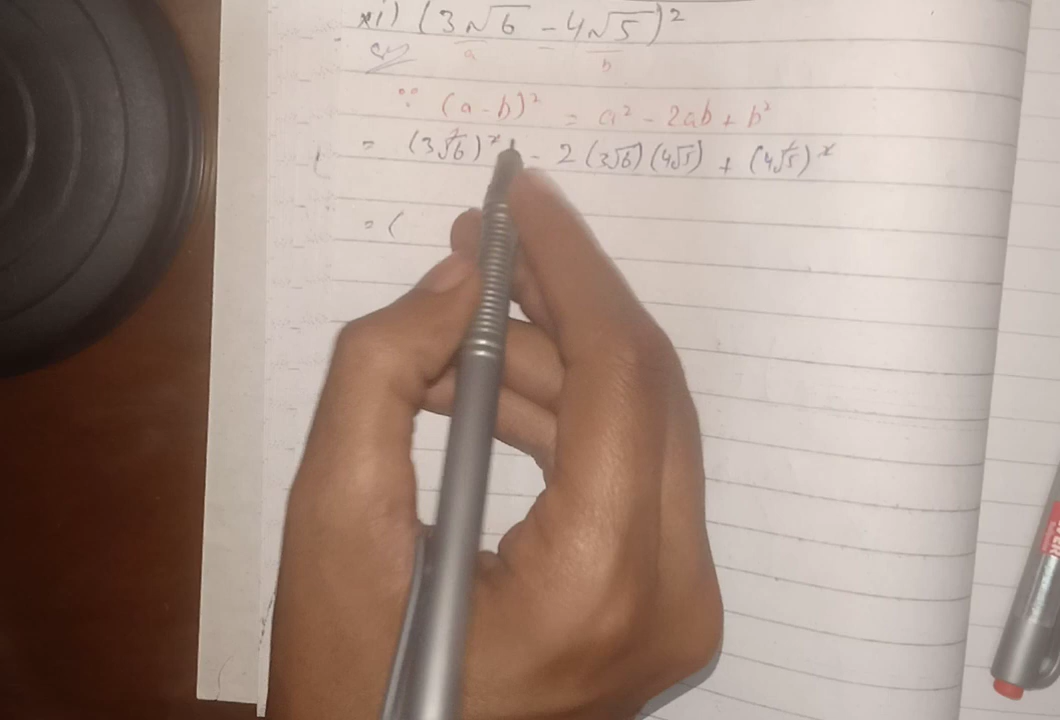 xi) (3√6 - 4√5)²
a b
∵ (a-b)² = a² - 2ab + b²
= (3√6)² - 2(3√6)(4√5) + (4√5)²
= (